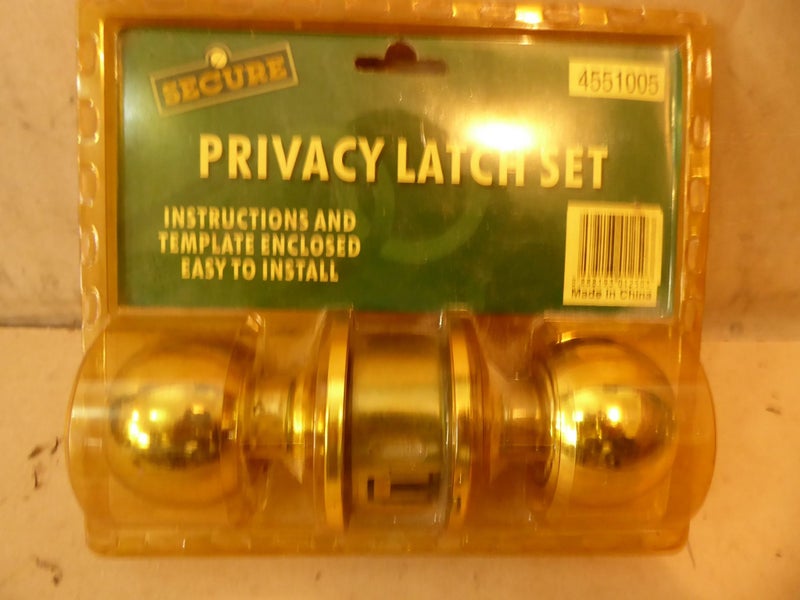 SECURE
4551005
PRIVACY LATCH SET
INSTRUCTIONS AND
TEMPLATE ENCLOSED
EASY TO INSTALL
Made in China